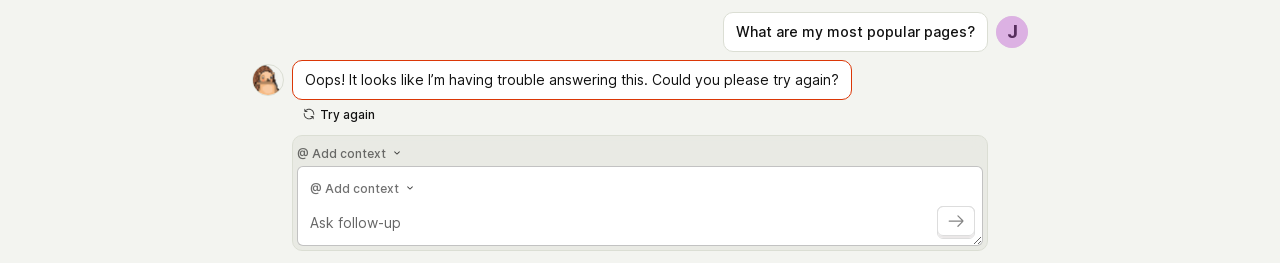 What are my most popular pages?
J
Oops! It looks like I’m having trouble answering this. Could you please try again?
Try again
@ Add context
@ Add context
Ask follow-up